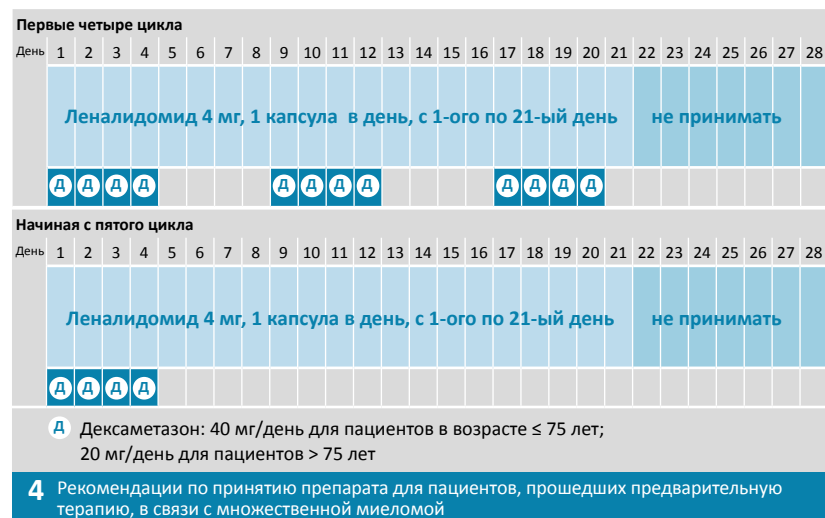 Первые четыре цикла
День 1 2 3 4 5 6 7 8 9 10 11 12 13 14 15 16 17 18 19 20 21 22 23 24 25 26 27 28
Леналидомид 4 мг, 1 капсула в день, с 1-ого по 21-ый день не принимать
Д Д Д Д Д Д Д Д Д Д Д Д
Начиная с пятого цикла
День 1 2 3 4 5 6 7 8 9 10 11 12 13 14 15 16 17 18 19 20 21 22 23 24 25 26 27 28
Леналидомид 4 мг, 1 капсула в день, с 1-ого по 21-ый день не принимать
Д Д Д Д
Д Дексаметазон: 40 мг/день для пациентов в возрасте ≤ 75 лет;
20 мг/день для пациентов > 75 лет
4 Рекомендации по принятию препарата для пациентов, прошедших предварительную
терапию, в связи с множественной миеломой